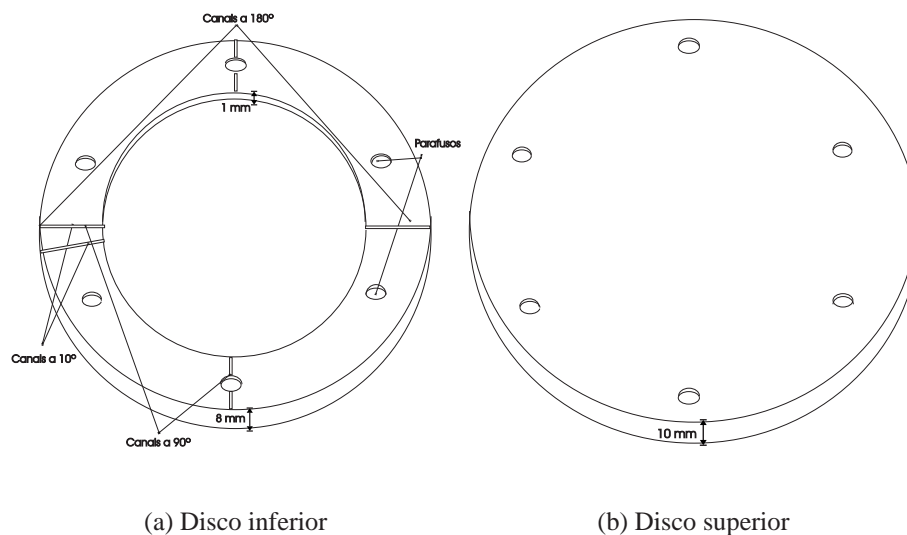 Canais a 180º
1 mm
Parafusos
Canais a 10º
8 mm
Canais a 90º
10 mm
(a) Disco inferior
(b) Disco superior